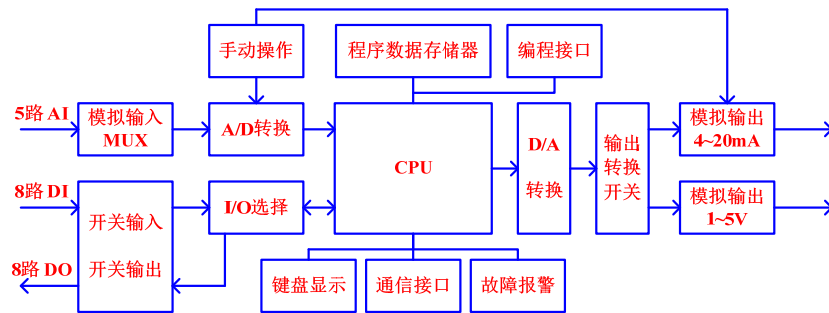 手动操作
程序数据存储器
编程接口
5路 AI
模拟输入
MUX
A/D转换
CPU
D/A
转换
输出
转换
开关
模拟输出
4~20mA
8路 DI
开关输入
I/O选择
模拟输出
1~5V
8路 DO
开关输出
键盘显示
通信接口
故障报警